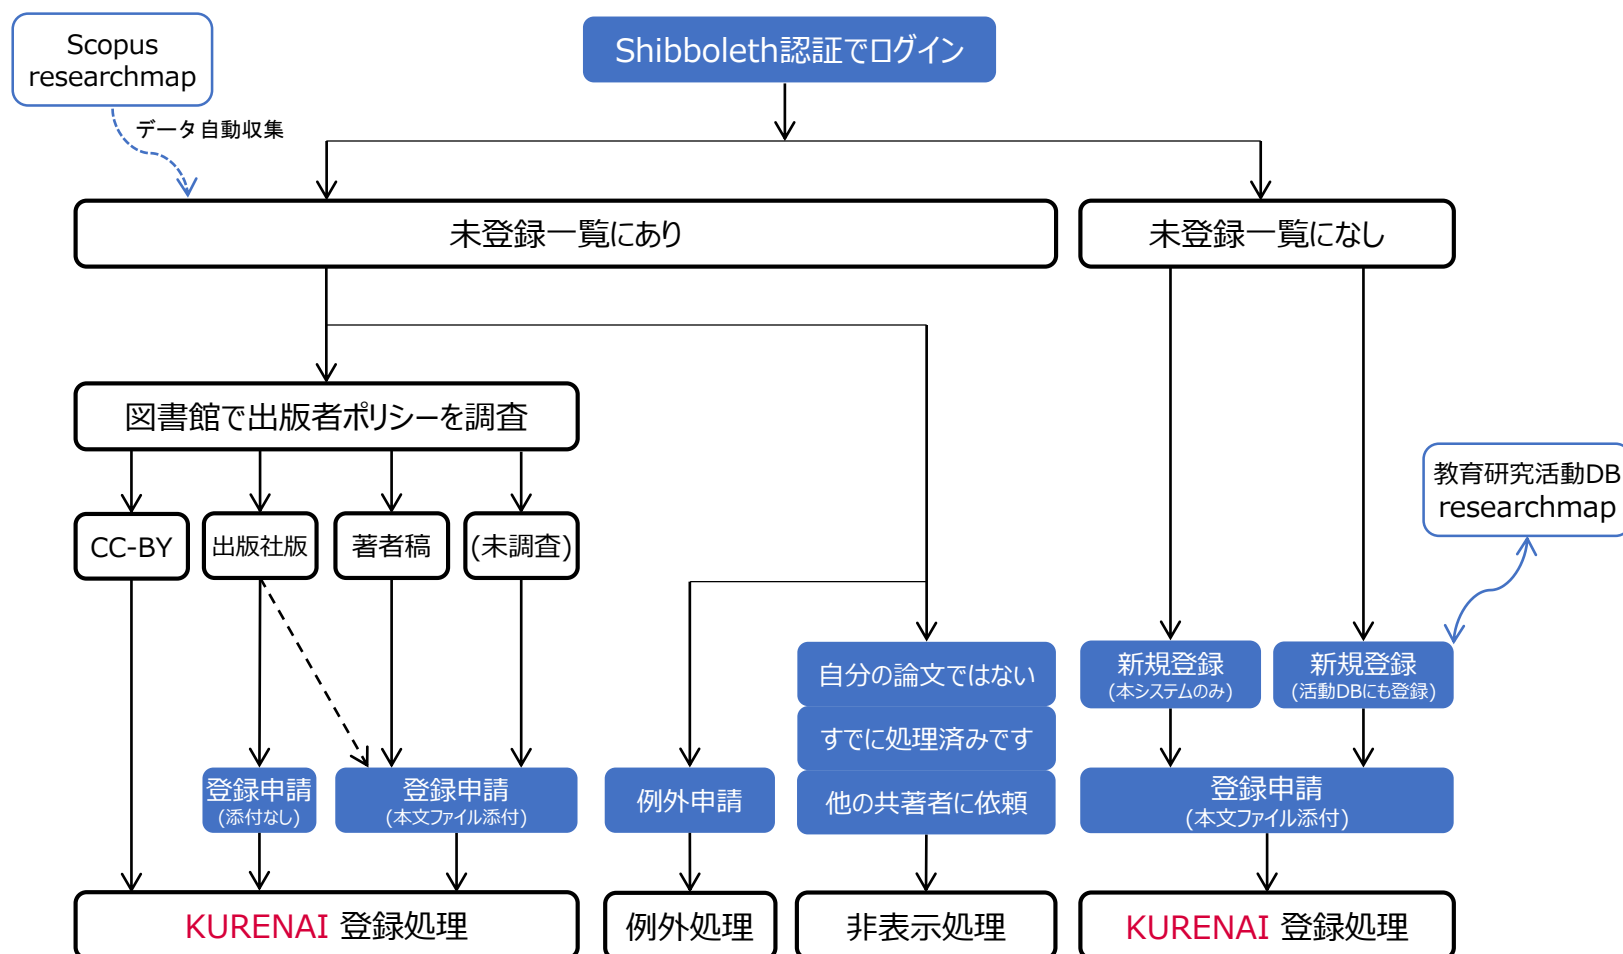 Scopus
researchmap
Shibboleth認証でログイン
データ自動収集
未登録一覧にあり
未登録一覧になし
図書館で出版者ポリシーを調査
CC-BY
出版社版
著者稿
(未調査)
教育研究活動DB
researchmap
自分の論文ではない
すでに処理済みです
他の共著者に依頼
新規登録
(本システムのみ)
新規登録
(活動DBにも登録)
登録申請
(添付なし)
登録申請
(本文ファイル添付)
例外申請
登録申請
(本文ファイル添付)
KURENAI 登録処理
例外処理
非表示処理
KURENAI 登録処理